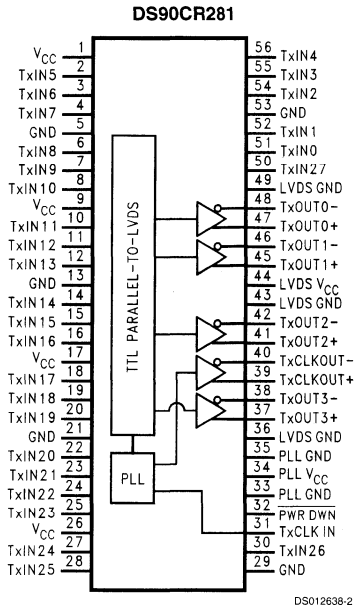 DS90CR281
VCC 1 56 TxIN4
TxIN5 2 55 TxIN3
TxIN6 3 54 TxIN2
TxIN7 4 53 GND
GND 5 52 TxIN1
TxIN8 6 51 TxIN0
TxIN9 7 50 TxIN27
TxIN10 8 49 LVDS GND
VCC 9 48 TxOUT0-
TxIN11 10 47 TxOUT0+
TxIN12 11 46 TxOUT1-
TxIN13 12 45 TxOUT1+
GND 13 44 LVDS VCC
TxIN14 14 43 LVDS GND
TxIN15 15 42 TxOUT2-
TxIN16 16 41 TxOUT2+
VCC 17 40 TxCLKOUT-
TxIN17 18 39 TxCLKOUT+
TxIN18 19 38 TxOUT3-
TxIN19 20 37 TxOUT3+
GND 21 36 LVDS GND
TxIN20 22 35 PLL GND
TxIN21 23 34 PLL VCC
TxIN22 24 33 PLL GND
TxIN23 25 32 PWR DWN
VCC 26 31 TxCLK IN
TxIN24 27 30 TxIN26
TxIN25 28 29 GND
TTL PARALLEL-TO-LVDS
PLL
DS012638-2